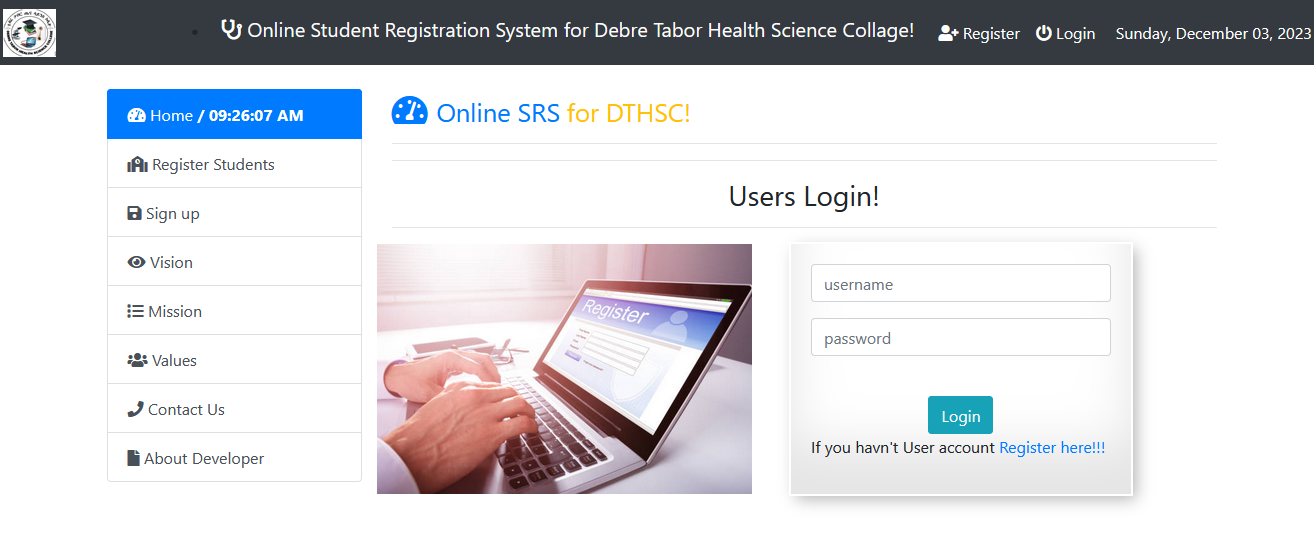 Online Student Registration System for Debre Tabor Health Science Collage!
Register
Login
Sunday, December 03, 2023
Home / 09:26:07 AM
Register Students
Sign up
Vision
Mission
Values
Contact Us
About Developer
Online SRS for DTHSC!
Users Login!
Register
username
password
Login
If you havn't User account Register here!!!